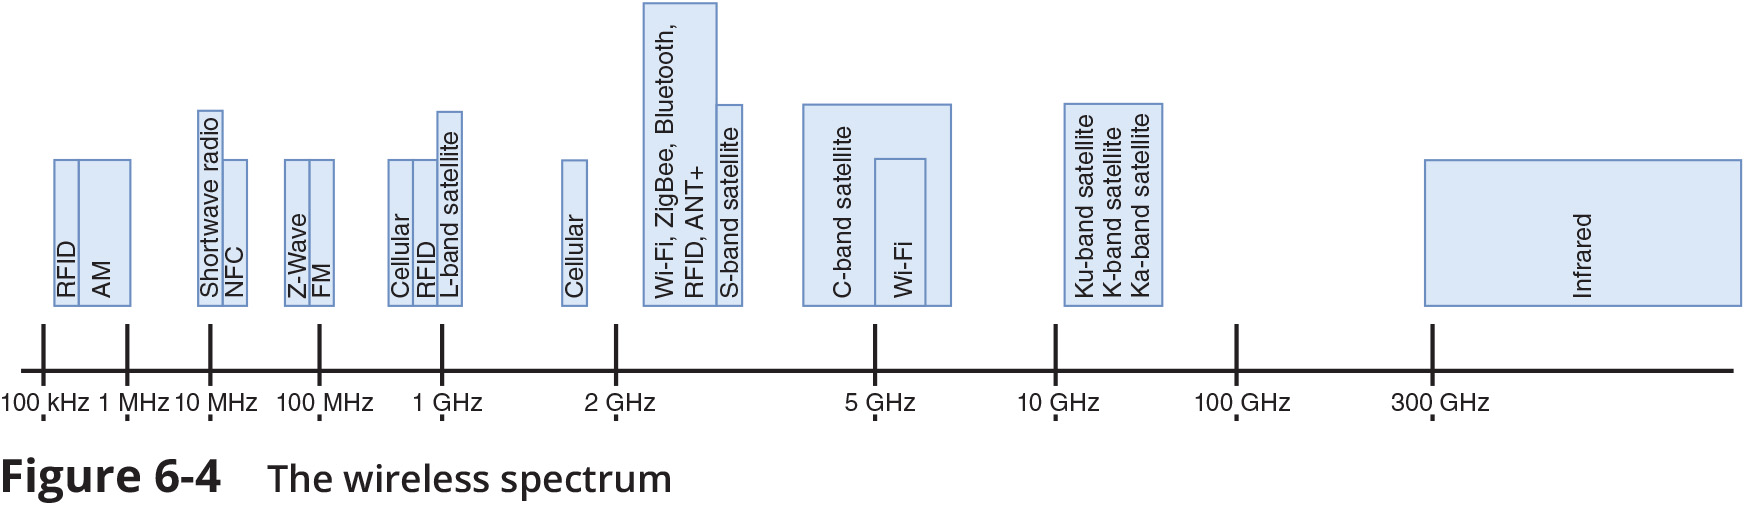 RFID
AM
Shortwave radio
NFC
Z-Wave
FM
Cellular
RFID
L-band satellite
Cellular
Wi-Fi, ZigBee, Bluetooth,
RFID, ANT+
S-band satellite
C-band satellite
Wi-Fi
Ku-band satellite
K-band satellite
Ka-band satellite
Infrared
100 kHz 1 MHz 10 MHz 100 MHz 1 GHz 2 GHz 5 GHz 10 GHz 100 GHz 300 GHz
Figure 6-4 The wireless spectrum